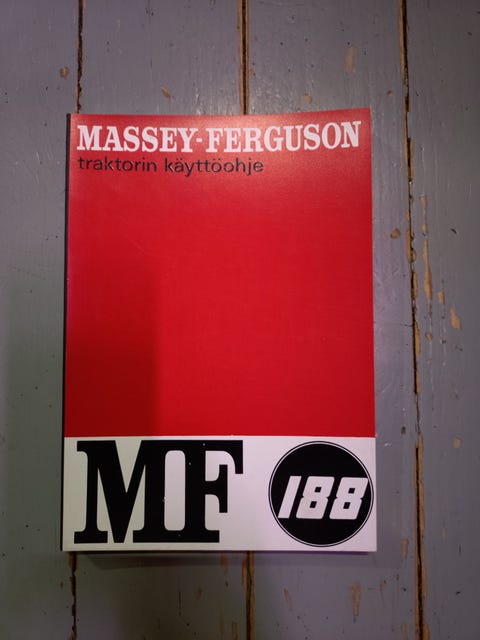 MASSEY-FERGUSON
traktorin käyttöohje
MF 188